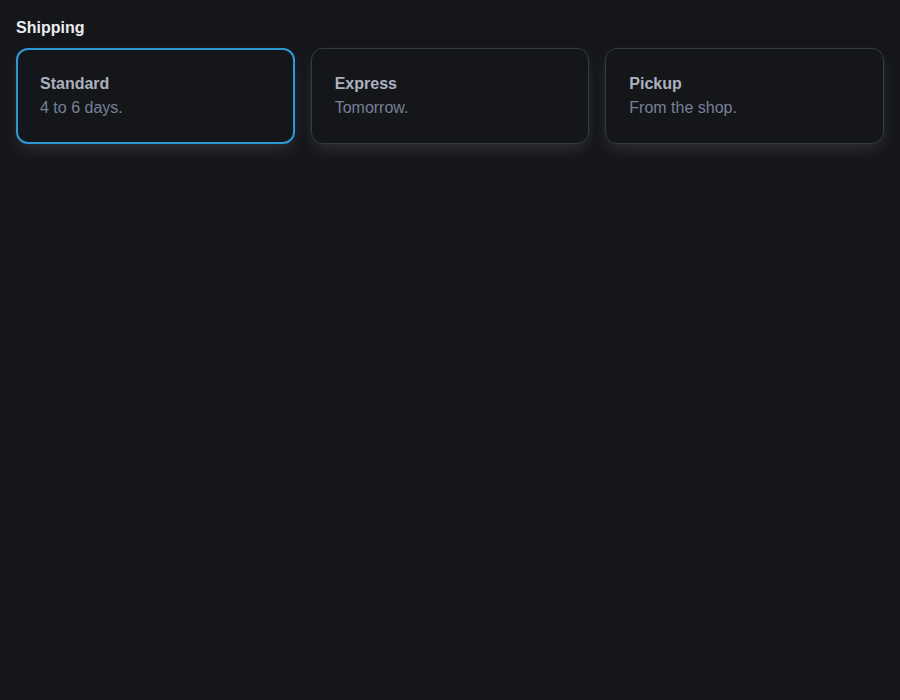 Shipping
Standard
4 to 6 days.
Express
Tomorrow.
Pickup
From the shop.